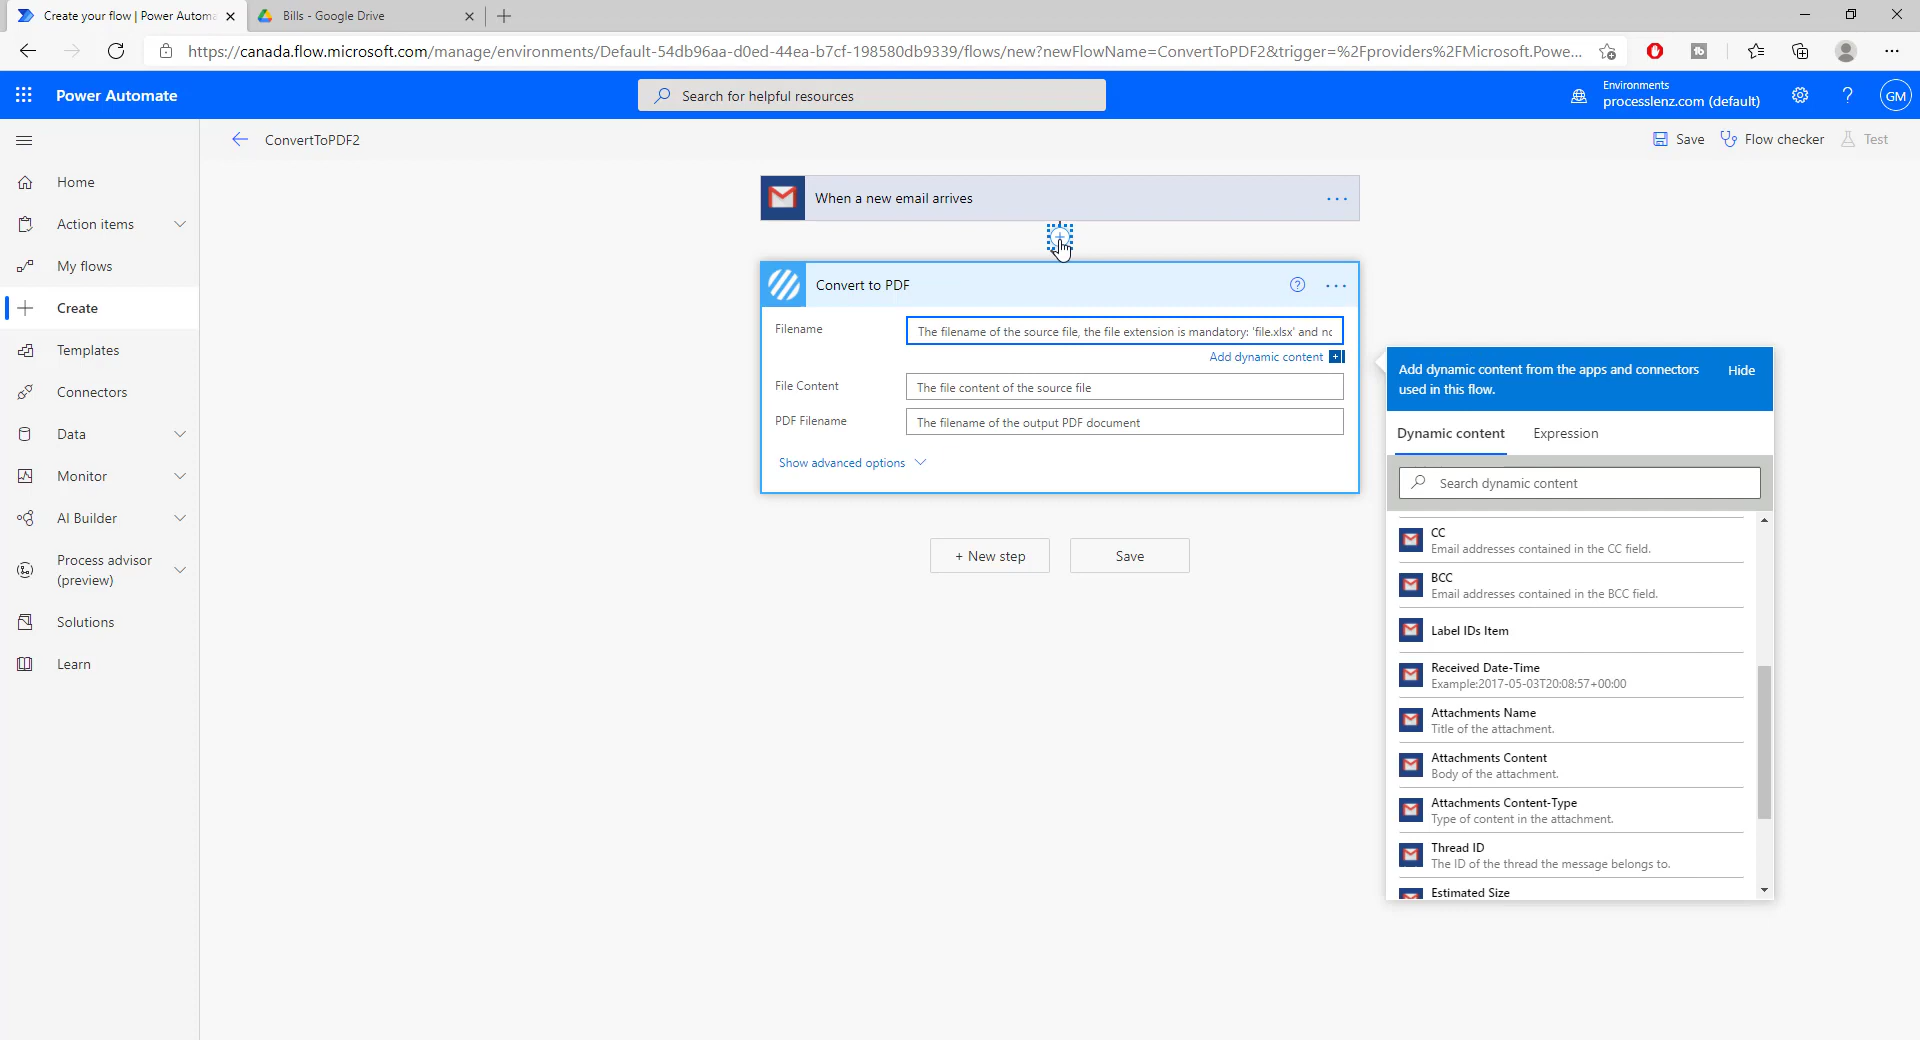 Create your flow | Power Automa
Bills - Google Drive
https://canada.flow.microsoft.com/manage/environments/Default-54db96aa-d0ed-44ea-b7cf-198580db9339/flows/new?newFlowName=ConvertToPDF2&trigger=%2Fproviders%2FMicrosoft.Powe...
Power Automate
Search for helpful resources
Environments
processlenz.com (default)
?
GM
ConvertToPDF2
Save
Flow checker
Test
Home
Action items
My flows
Create
Templates
Connectors
Data
Monitor
AI Builder
Process advisor
(preview)
Solutions
Learn
When a new email arrives
Convert to PDF
?
Filename
The filename of the source file, the file extension is mandatory: 'file.xlsx' and nc
Add dynamic content
File Content
The file content of the source file
PDF Filename
The filename of the output PDF document
Show advanced options
+ New step
Save
Add dynamic content from the apps and connectors
used in this flow.
Hide
Dynamic content
Expression
Search dynamic content
CC
Email addresses contained in the CC field.
BCC
Email addresses contained in the BCC field.
Label IDs Item
Received Date-Time
Example:2017-05-03T20:08:57+00:00
Attachments Name
Title of the attachment.
Attachments Content
Body of the attachment.
Attachments Content-Type
Type of content in the attachment.
Thread ID
The ID of the thread the message belongs to.
Estimated Size